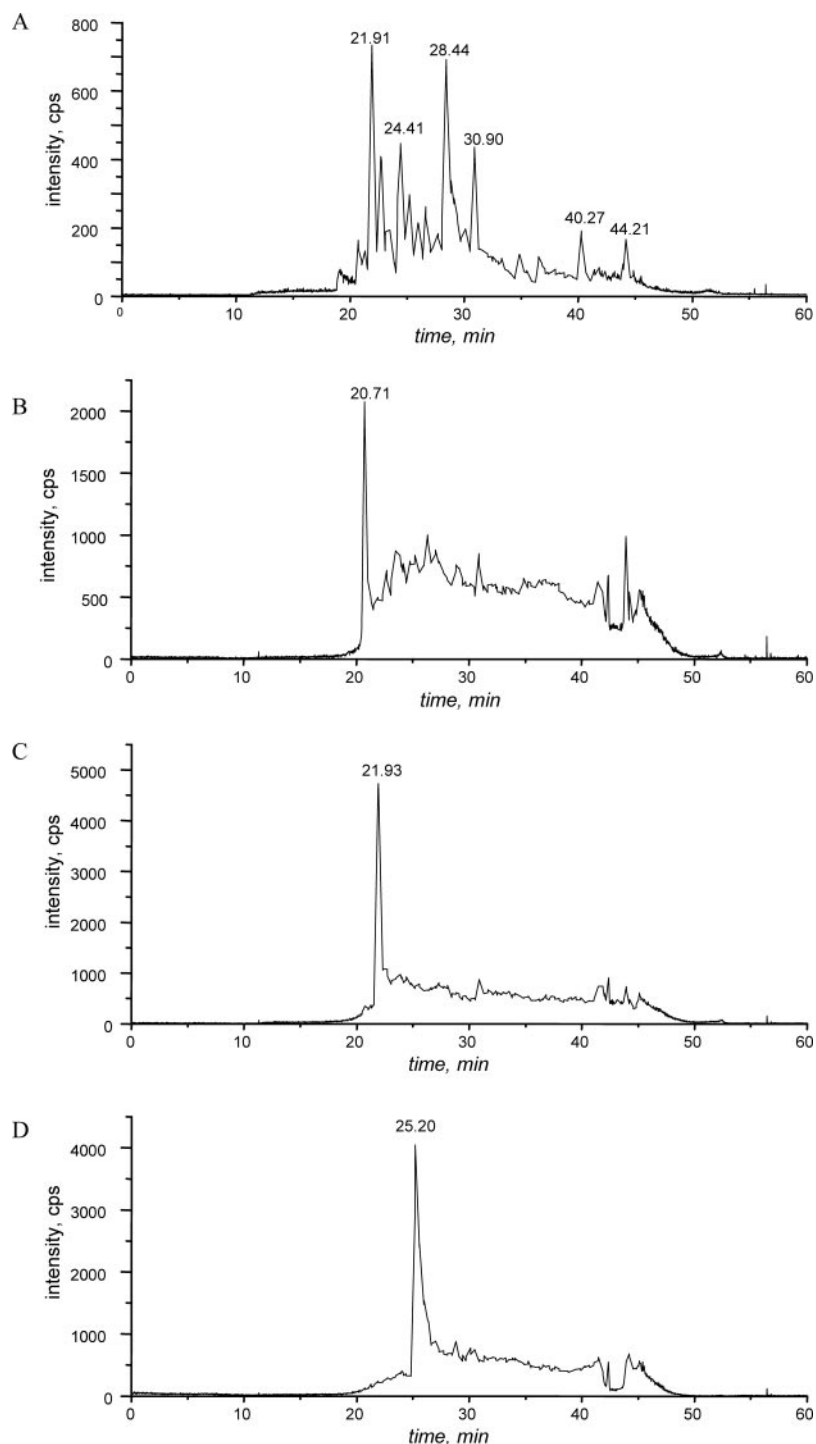 A
800
600
400
200
0
intensity, cps
21.91
24.41
28.44
30.90
40.27
44.21
0 10 20 30 40 50 60
time, min
B
2000
1500
1000
500
0
intensity, cps
20.71
0 10 20 30 40 50 60
time, min
C
5000
4000
3000
2000
1000
0
intensity, cps
21.93
0 10 20 30 40 50 60
time, min
D
4000
3000
2000
1000
0
intensity, cps
25.20
0 10 20 30 40 50 60
time, min